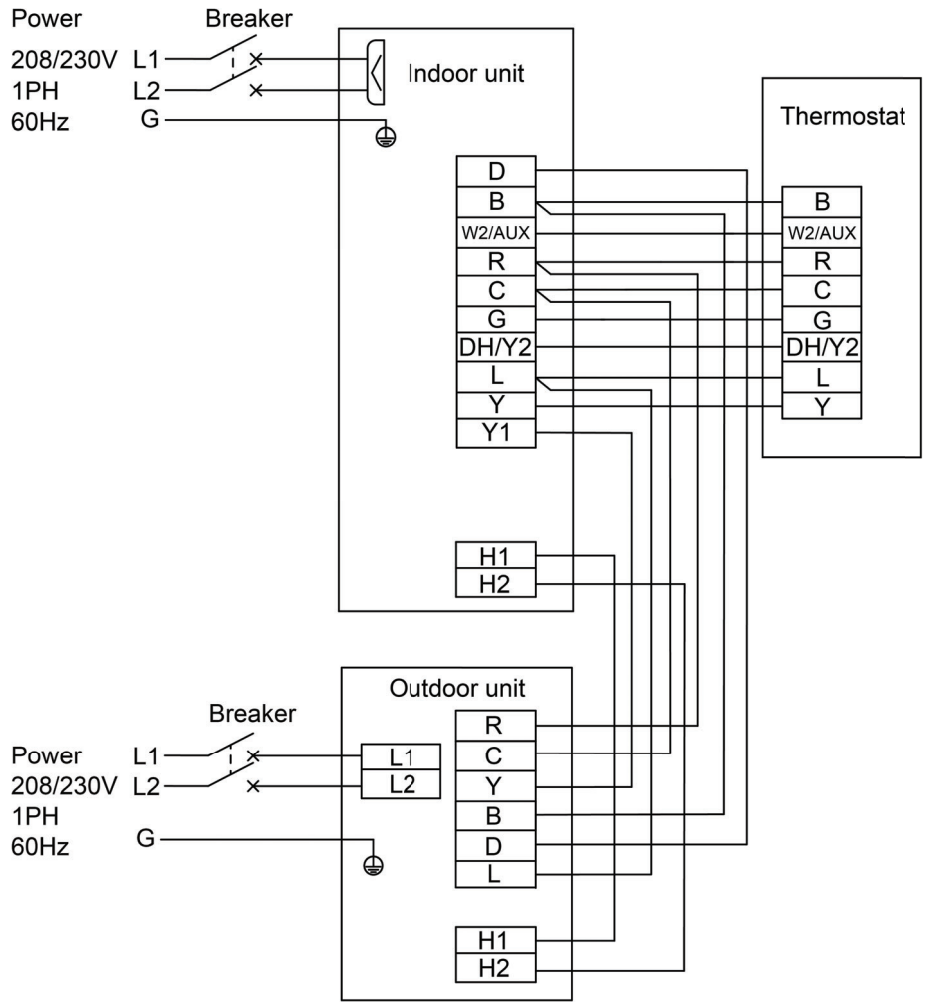 Power Breaker
208/230V L1
1PH L2
60Hz G
Indoor unit
D
B
W2/AUX
R
C
G
DH/Y2
L
Y
Y1
H1
H2
Thermostat
B
W2/AUX
R
C
G
DH/Y2
L
Y
Outdoor unit
Breaker
Power L1
208/230V L2
1PH
60Hz G
L1
L2
R
C
Y
B
D
L
H1
H2